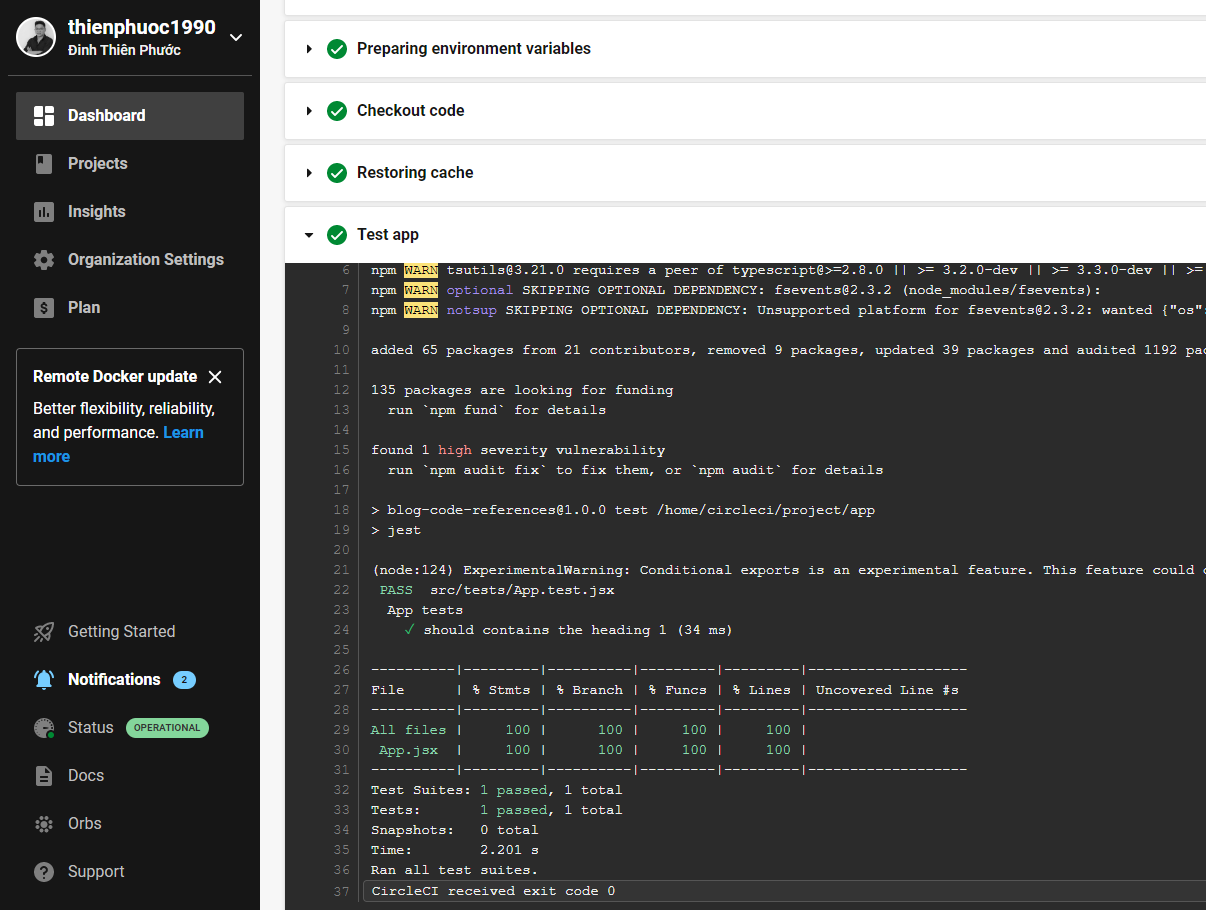 thienphuoc1990
Đinh Thiên Phước
Dashboard
Projects
Insights
Organization Settings
$ Plan
Remote Docker update
Better flexibility, reliability,
and performance. Learn
more
Getting Started
Notifications 2
Status OPERATIONAL
Docs
Orbs
? Support
Preparing environment variables
Checkout code
Restoring cache
Test app
6 npm WARN tsutils@3.21.0 requires a peer of typescript@>=2.8.0 || >= 3.2.0-dev || >= 3.3.0-dev || >=
7 npm WARN optional SKIPPING OPTIONAL DEPENDENCY: fsevents@2.3.2 (node_modules/fsevents):
8 npm WARN notsup SKIPPING OPTIONAL DEPENDENCY: Unsupported platform for fsevents@2.3.2: wanted {"os":
9
10 added 65 packages from 21 contributors, removed 9 packages, updated 39 packages and audited 1192 pac
11
12 135 packages are looking for funding
13 run `npm fund` for details
14
15 found 1 high severity vulnerability
16 run `npm audit fix` to fix them, or `npm audit` for details
17
18 > blog-code-references@1.0.0 test /home/circleci/project/app
19 > jest
20
21 (node:124) ExperimentalWarning: Conditional exports is an experimental feature. This feature could c
22 PASS src/tests/App.test.jsx
23 App tests
24 ✓ should contains the heading 1 (34 ms)
25
26 ----------|---------|----------|---------|---------|-------------------
27 File | % Stmts | % Branch | % Funcs | % Lines | Uncovered Line #s
28 ----------|---------|----------|---------|---------|-------------------
29 All files | 100 | 100 | 100 | 100 |
30 App.jsx | 100 | 100 | 100 | 100 |
31 ----------|---------|----------|---------|---------|-------------------
32 Test Suites: 1 passed, 1 total
33 Tests: 1 passed, 1 total
34 Snapshots: 0 total
35 Time: 2.201 s
36 Ran all test suites.
37 CircleCI received exit code 0